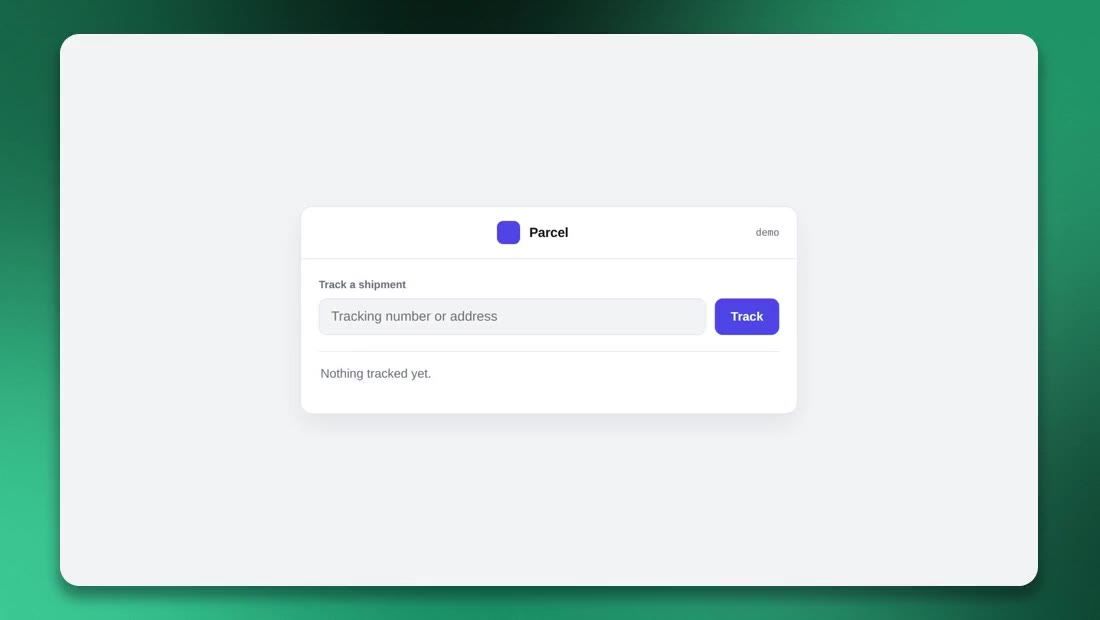 Parcel
demo
Track a shipment
Tracking number or address
Track
Nothing tracked yet.